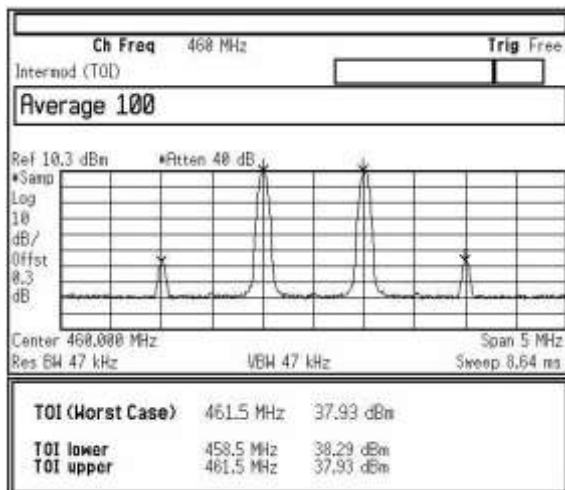 Ch Freq 460 MHz Trig Free
Intermod (TOI)
Average 100
Ref 10.3 dBm #Atten 40 dB
#Samp
Log
10
dB/
Offst
0.3
dB
Center 460.000 MHz Span 5 MHz
Res BW 47 kHz VBW 47 kHz Sweep 8.64 ms
TOI (Worst Case) 461.5 MHz 37.93 dBm
TOI lower 458.5 MHz 38.29 dBm
TOI upper 461.5 MHz 37.93 dBm